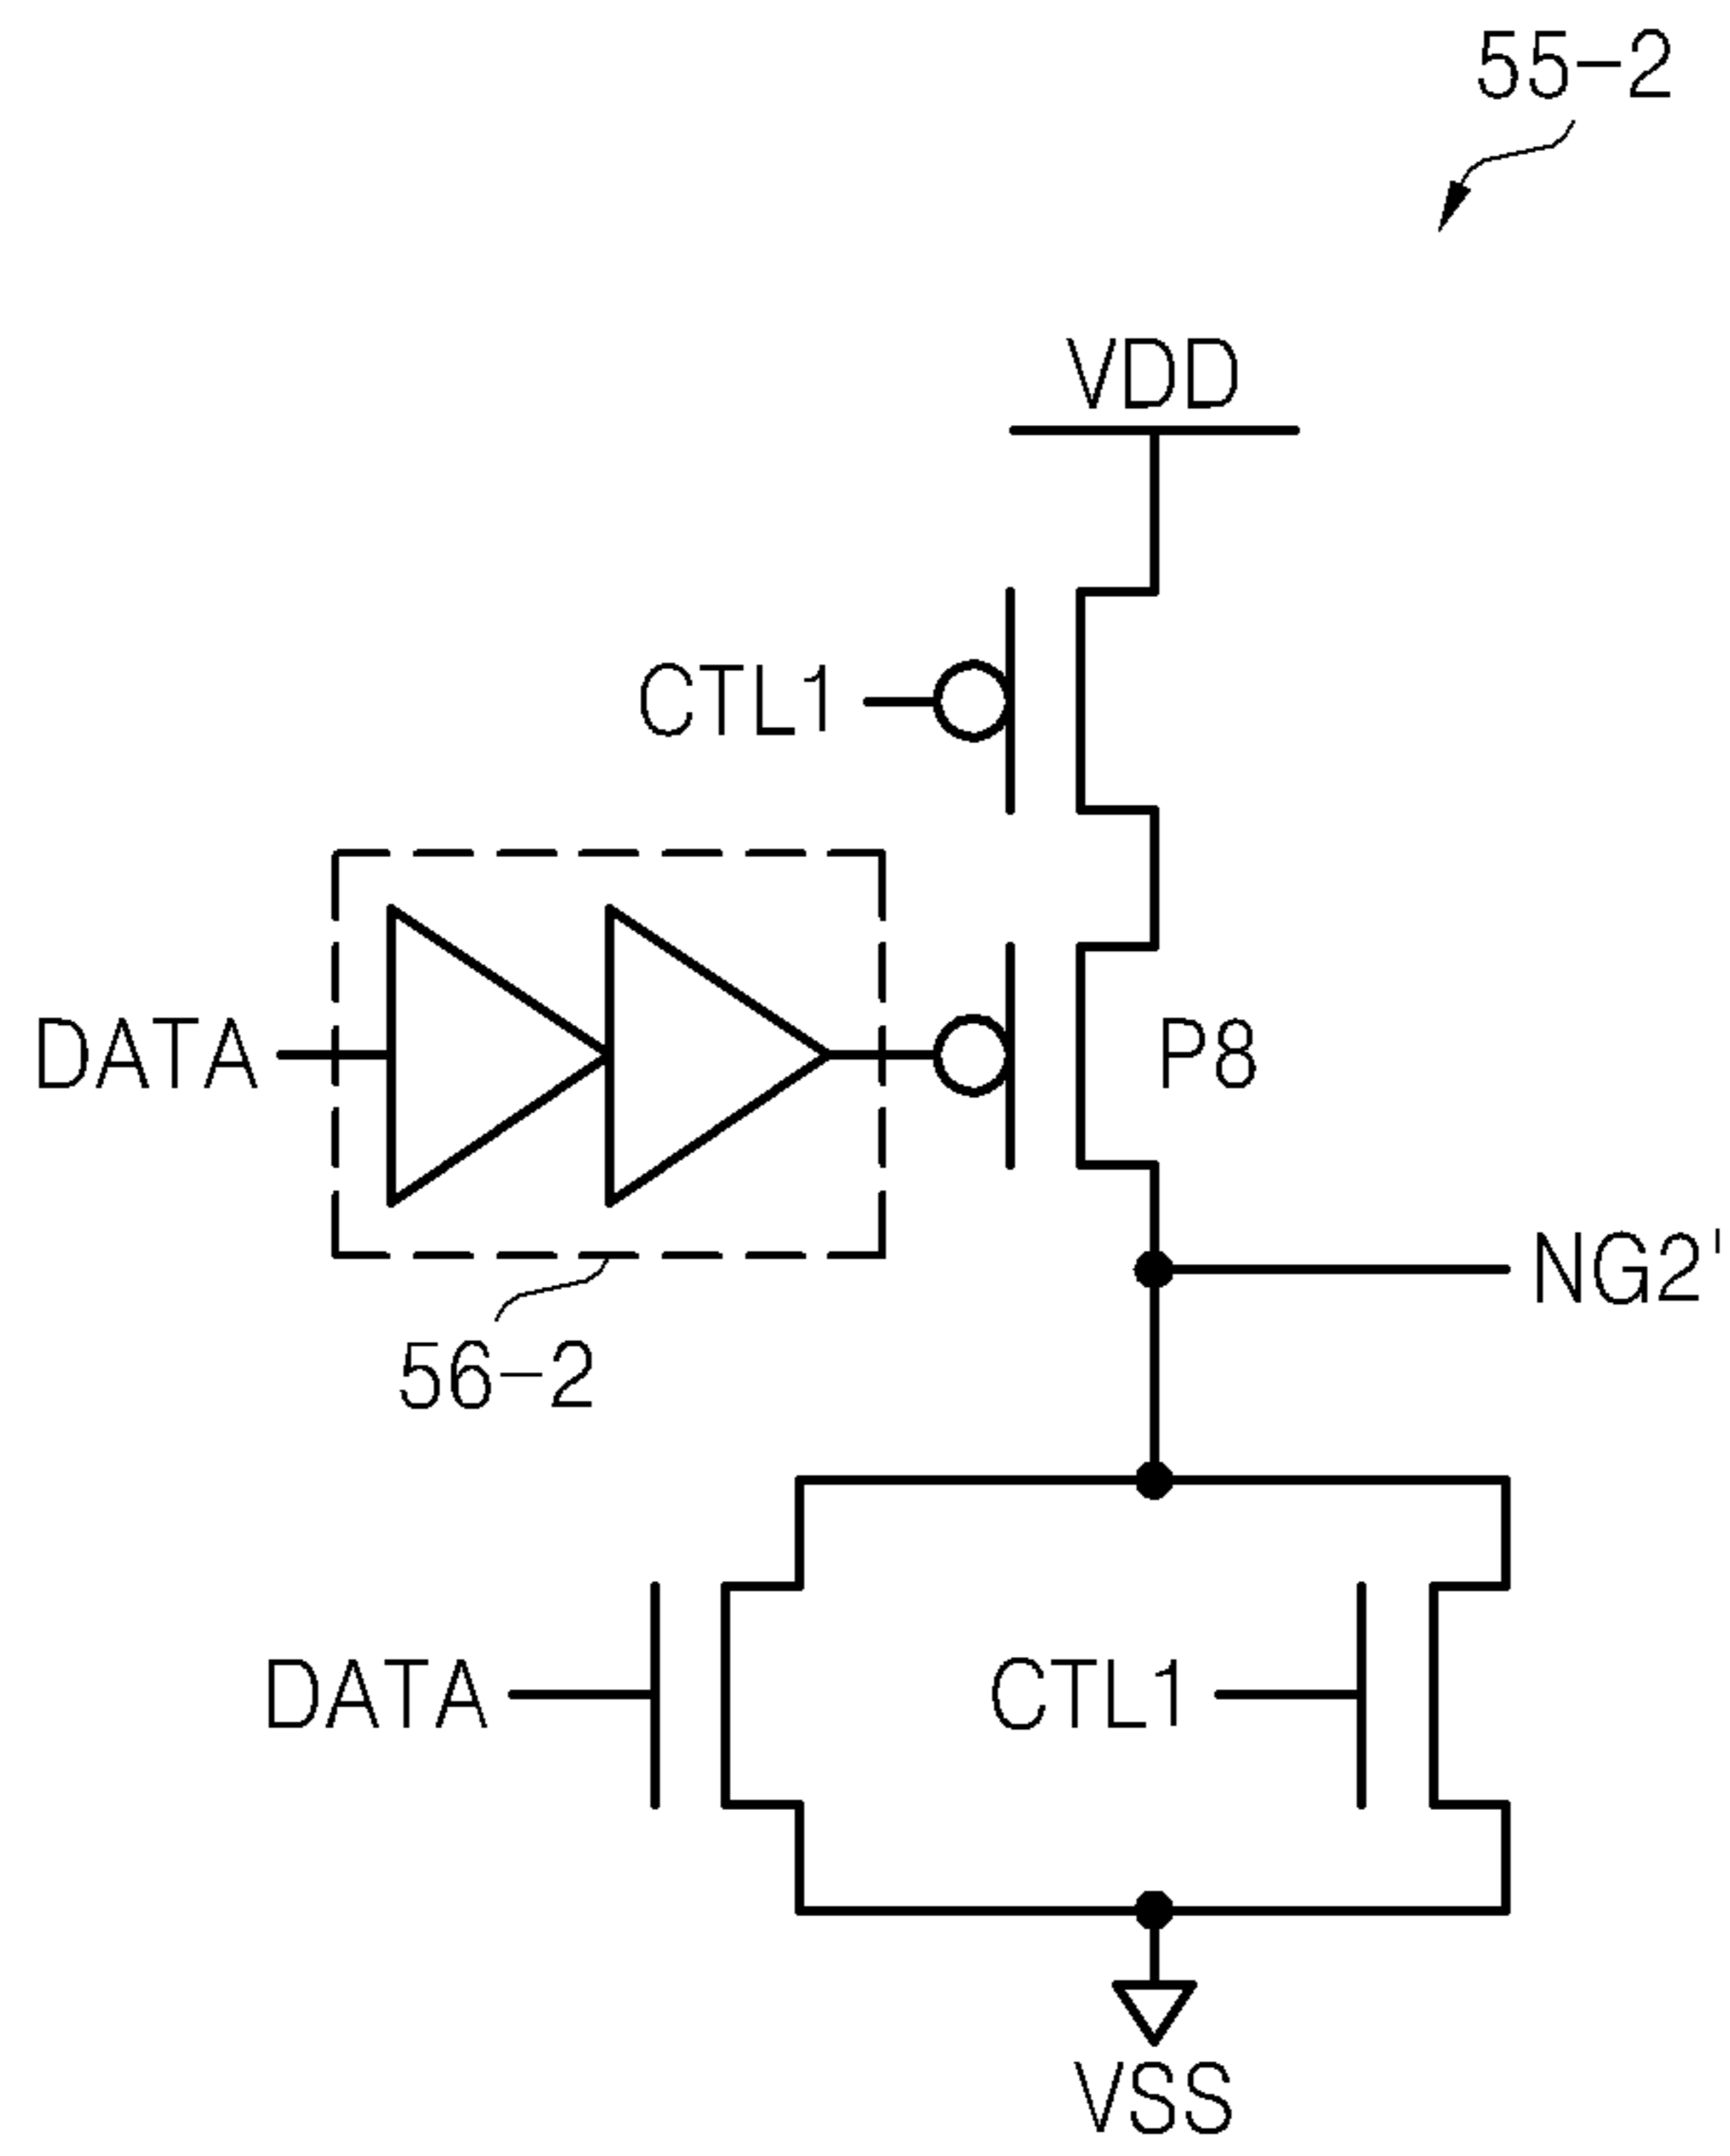 55-2
VDD
CTL1
DATA
P8
NG2'
56-2
DATA
CTL1
VSS